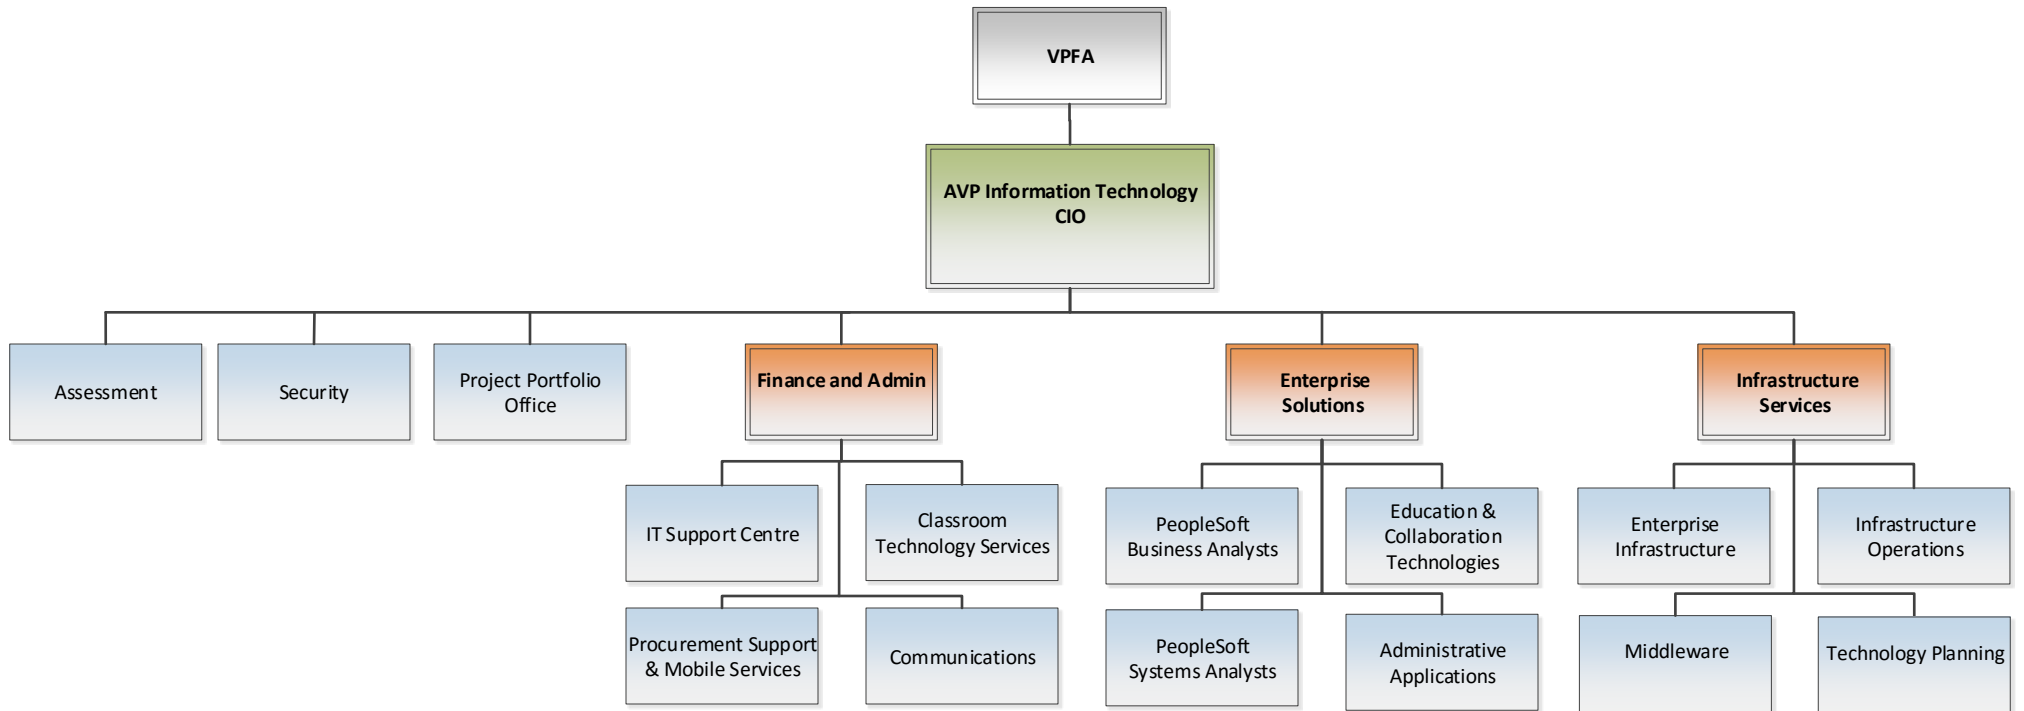 VPFA
AVP Information Technology
CIO
Assessment
Security
Project Portfolio
Office
Finance and Admin
Enterprise
Solutions
Infrastructure
Services
IT Support Centre
Classroom
Technology Services
PeopleSoft
Business Analysts
Education &
Collaboration
Technologies
Enterprise
Infrastructure
Infrastructure
Operations
Procurement Support
& Mobile Services
Communications
PeopleSoft
Systems Analysts
Administrative
Applications
Middleware
Technology Planning